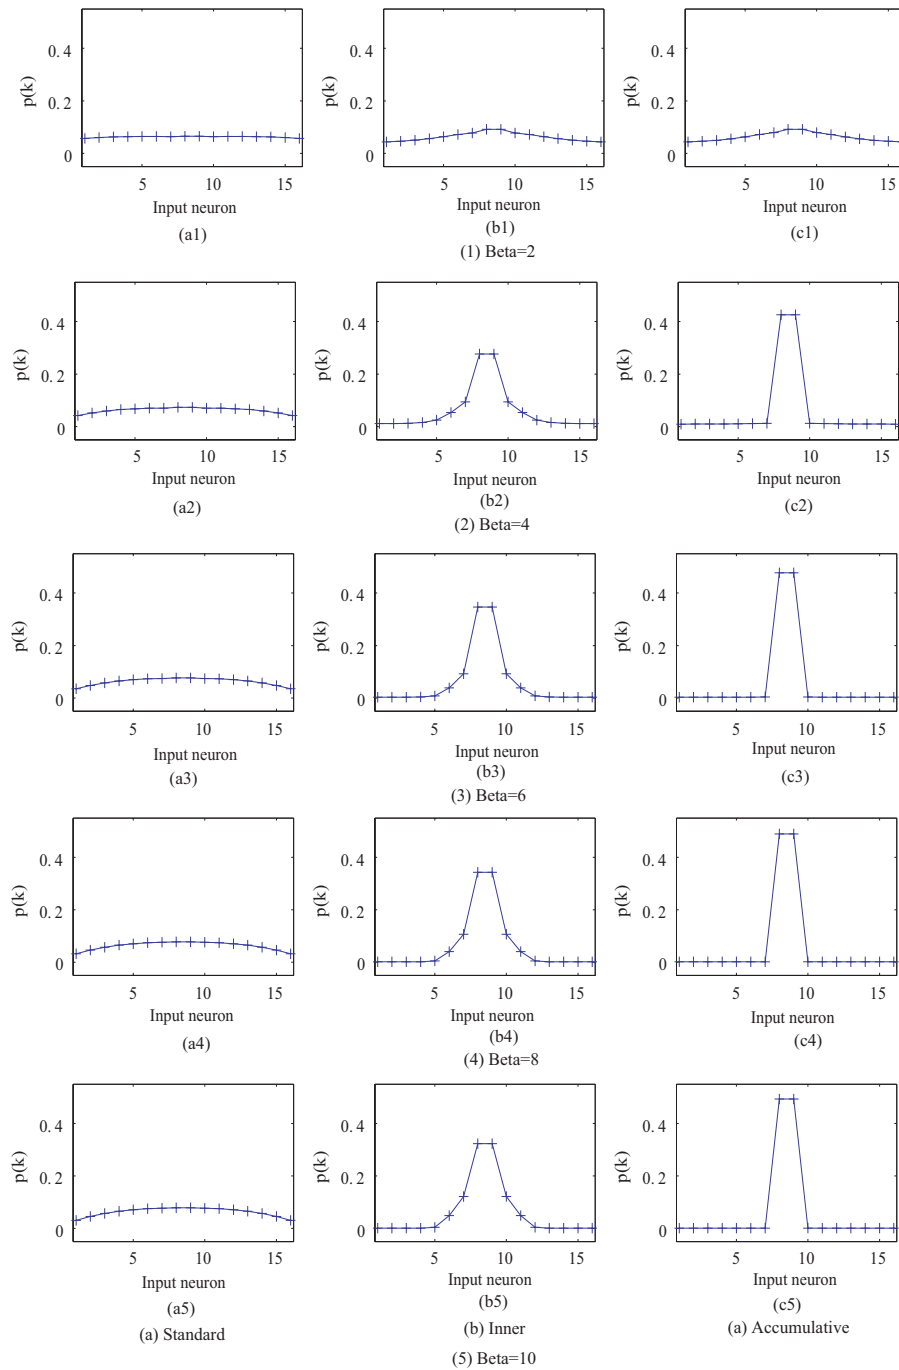 p(k)
0.4
0.2
0
5 10 15
Input neuron
(a1)
p(k)
0.4
0.2
0
5 10 15
Input neuron
(b1)
(1) Beta=2
p(k)
0.4
0.2
0
5 10 15
Input neuron
(c1)
p(k)
0.4
0.2
0
5 10 15
Input neuron
(a2)
p(k)
0.4
0.2
0
5 10 15
Input neuron
(b2)
(2) Beta=4
p(k)
0.4
0.2
0
5 10 15
Input neuron
(c2)
p(k)
0.4
0.2
0
5 10 15
Input neuron
(a3)
p(k)
0.4
0.2
0
5 10 15
Input neuron
(b3)
(3) Beta=6
p(k)
0.4
0.2
0
5 10 15
Input neuron
(c3)
p(k)
0.4
0.2
0
5 10 15
Input neuron
(a4)
p(k)
0.4
0.2
0
5 10 15
Input neuron
(b4)
(4) Beta=8
p(k)
0.4
0.2
0
5 10 15
Input neuron
(c4)
p(k)
0.4
0.2
0
5 10 15
Input neuron
(a5)
(a) Standard
p(k)
0.4
0.2
0
5 10 15
Input neuron
(b5)
(b) Inner
(5) Beta=10
p(k)
0.4
0.2
0
5 10 15
Input neuron
(c5)
(a) Accumulative